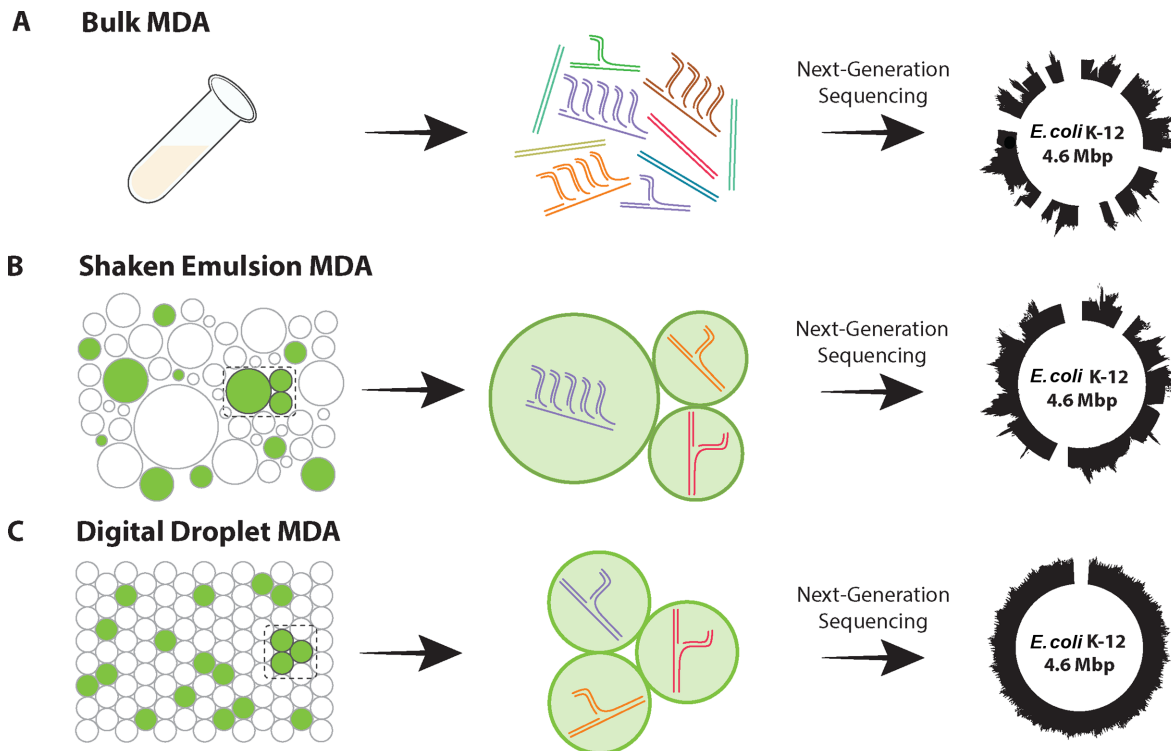 A Bulk MDA
Next-Generation
Sequencing
E.coli K-12
4.6 Mbp
B Shaken Emulsion MDA
Next-Generation
Sequencing
E.coli K-12
4.6 Mbp
C Digital Droplet MDA
Next-Generation
Sequencing
E.coli K-12
4.6 Mbp